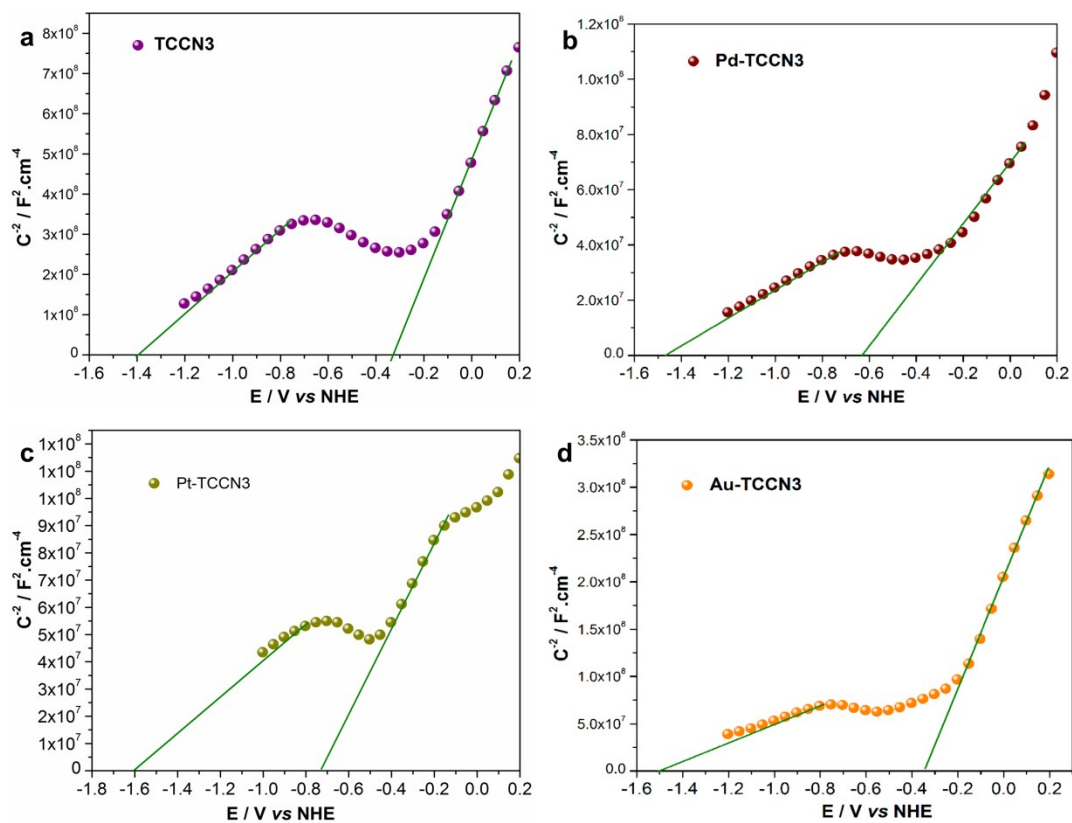 a
TCCN3
8x10⁸
7x10⁸
6x10⁸
5x10⁸
4x10⁸
3x10⁸
2x10⁸
1x10⁸
0
C⁻² / F².cm⁻⁴
-1.6 -1.4 -1.2 -1.0 -0.8 -0.6 -0.4 -0.2 0.0 0.2
E / V vs NHE
b
Pd-TCCN3
1.2x10⁸
1.0x10⁸
8.0x10⁷
6.0x10⁷
4.0x10⁷
2.0x10⁷
0.0
C⁻² / F².cm⁻⁴
-1.6 -1.4 -1.2 -1.0 -0.8 -0.6 -0.4 -0.2 0.0 0.2
E / V vs NHE
c
Pt-TCCN3
1x10⁸
1x10⁸
1x10⁸
9x10⁷
8x10⁷
7x10⁷
6x10⁷
5x10⁷
4x10⁷
3x10⁷
2x10⁷
1x10⁷
0
C⁻² / F².cm⁻⁴
-1.8 -1.6 -1.4 -1.2 -1.0 -0.8 -0.6 -0.4 -0.2 0.0 0.2
E / V vs NHE
d
Au-TCCN3
3.5x10⁸
3.0x10⁸
2.5x10⁸
2.0x10⁸
1.5x10⁸
1.0x10⁸
5.0x10⁷
0.0
C⁻² / F².cm⁻⁴
-1.6 -1.4 -1.2 -1.0 -0.8 -0.6 -0.4 -0.2 0.0 0.2
E / V vs NHE